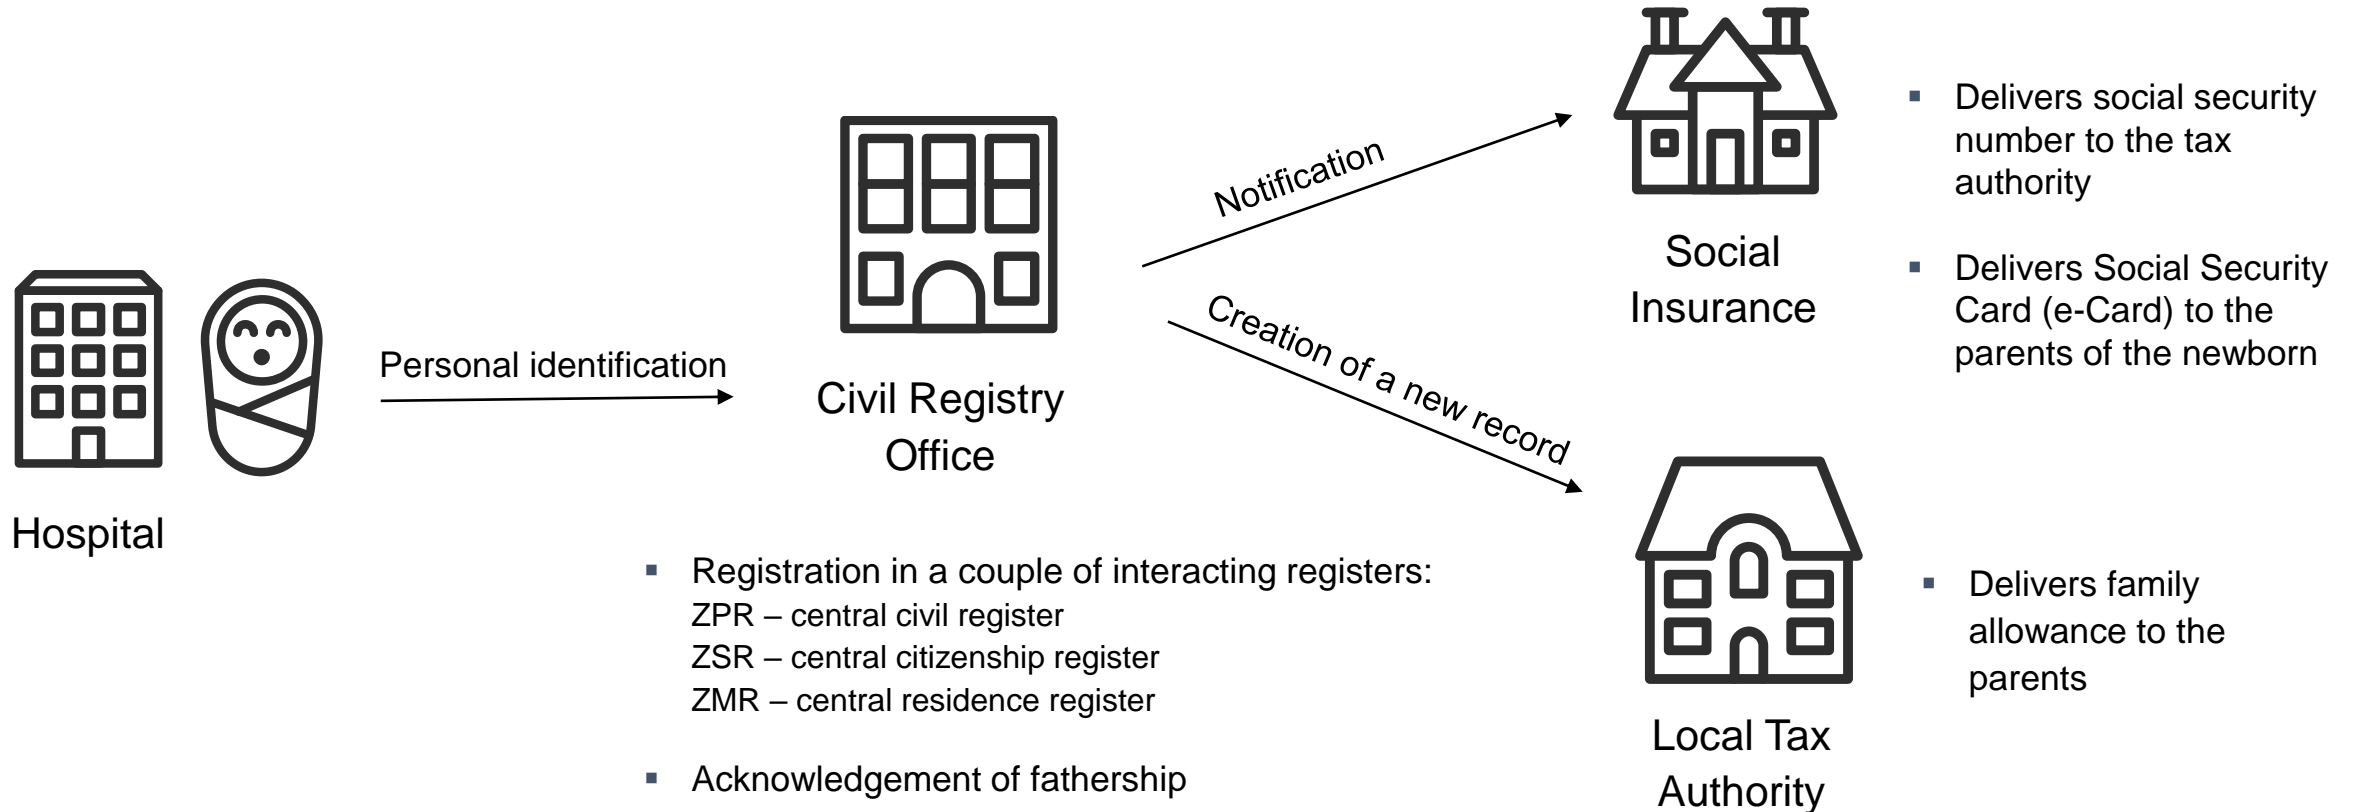 Hospital
Personal identification
Civil Registry
Office
Registration in a couple of interacting registers:
ZPR – central civil register
ZSR – central citizenship register
ZMR – central residence register
Acknowledgement of fathership
Notification
Creation of a new record
Social
Insurance
Delivers social security
number to the tax
authority
Delivers Social Security
Card (e-Card) to the
parents of the newborn
Local Tax
Authority
Delivers family
allowance to the
parents